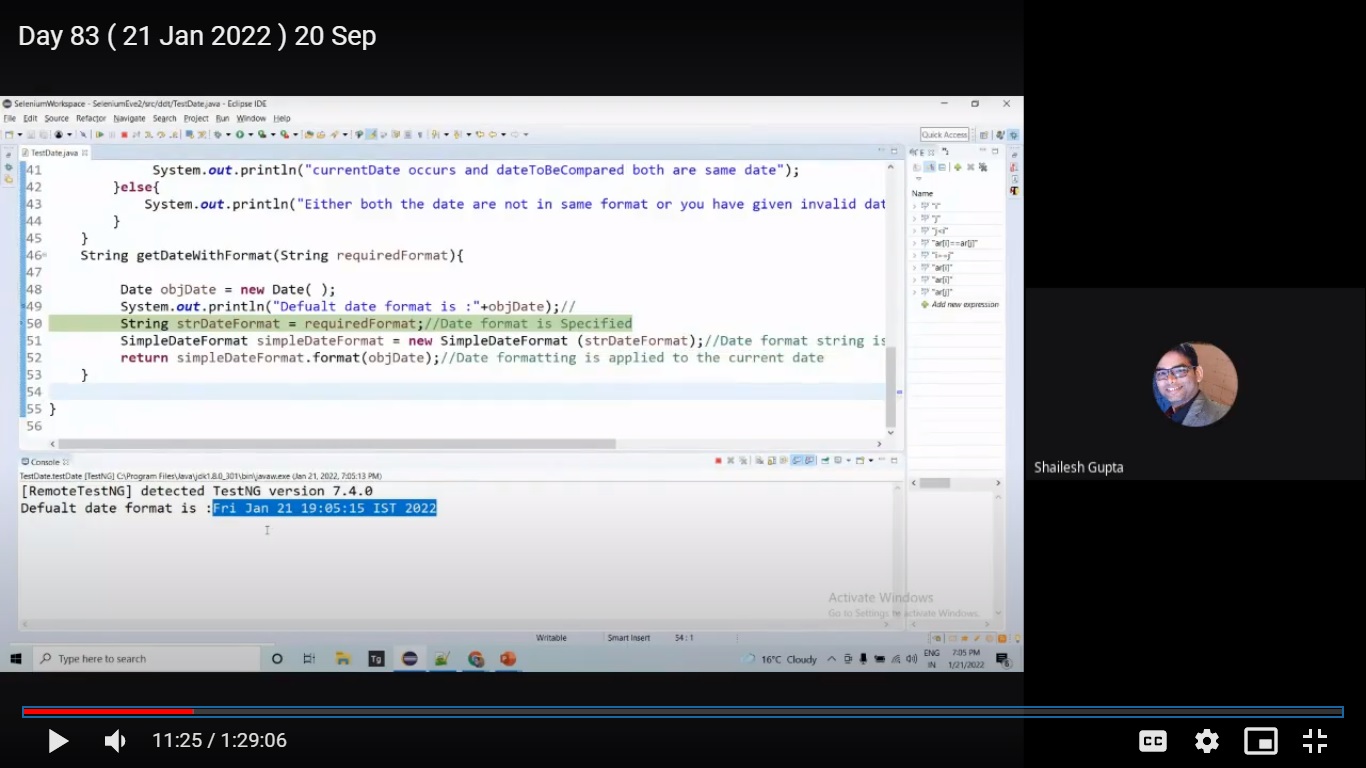 Day 83 ( 21 Jan 2022 ) 20 Sep
SeleniumWorkspace - SeleniumEve2/src/ddt/TestDate.java - Eclipse IDE
File Edit Source Refactor Navigate Search Project Run Window Help
Quick Access
TestDate.java
41 System.out.println("currentDate occurs and dateToBeCompared both are same date");
42 }else{
43 System.out.println("Either both the date are not in same format or you have given invalid dat
44 }
45 }
46 String getDateWithFormat(String requiredFormat){
47
48 Date objDate = new Date( );
49 System.out.println("Defualt date format is :"+objDate);//
50 String strDateFormat = requiredFormat;//Date format is Specified
51 SimpleDateFormat simpleDateFormat = new SimpleDateFormat (strDateFormat);//Date format string is
52 return simpleDateFormat.format(objDate);//Date formatting is applied to the current date
53 }
54
55 }
56
Name
"i"
"j"
"j<i"
"ar[i]==ar[j]"
"i==j"
"ar[i]"
"ar[i]"
"ar[j]"
Add new expression
Console
TestDate.testDate [TestNG] C:\Program Files\Java\jdk1.8.0_301\bin\javaw.exe (Jan 21, 2022, 7:05:13 PM)
[RemoteTestNG] detected TestNG version 7.4.0
Defualt date format is :Fri Jan 21 19:05:15 IST 2022
Activate Windows
Go to Settings to activate Windows.
Writable Smart Insert 54 : 1
Type here to search
Tg
16°C Cloudy
ENG
IN
7:05 PM
1/21/2022
Shailesh Gupta
11:25 / 1:29:06
CC